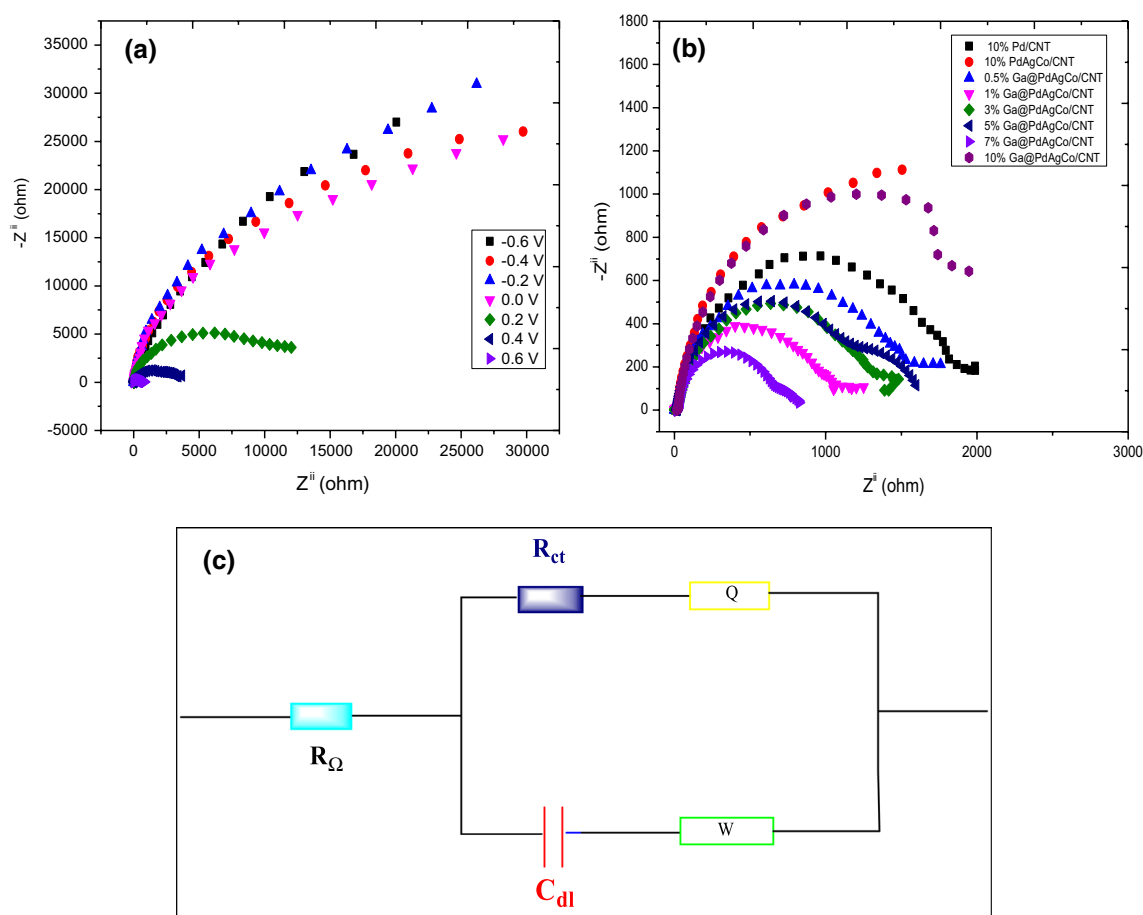 (a)
35000
30000
25000
20000
15000
10000
5000
0
-5000
-Z^ii (ohm)
0 5000 10000 15000 20000 25000 30000
Z^ii (ohm)
-0.6 V
-0.4 V
-0.2 V
0.0 V
0.2 V
0.4 V
0.6 V
(b)
1800
1600
1400
1200
1000
800
600
400
200
0
-Z^ii (ohm)
0 1000 2000 3000
Z^ii (ohm)
10% Pd/CNT
10% PdAgCo/CNT
0.5% Ga@PdAgCo/CNT
1% Ga@PdAgCo/CNT
3% Ga@PdAgCo/CNT
5% Ga@PdAgCo/CNT
7% Ga@PdAgCo/CNT
10% Ga@PdAgCo/CNT
(c)
R_ct
Q
R_Ω
W
C_dl